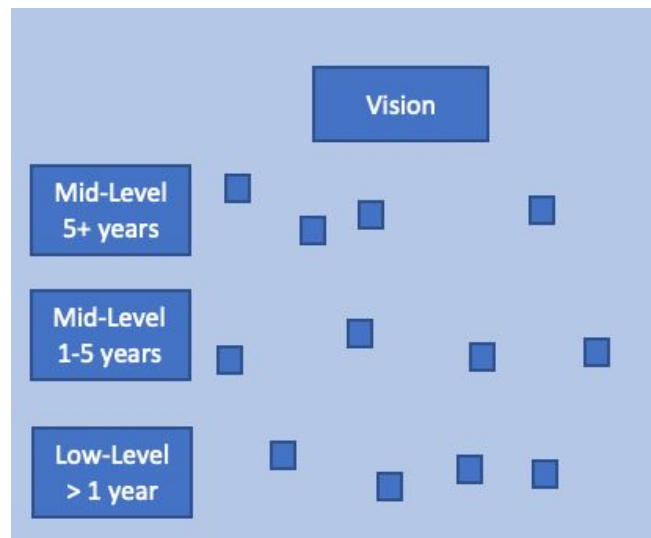 Vision
Mid-Level
5+ years
Mid-Level
1-5 years
Low-Level
> 1 year